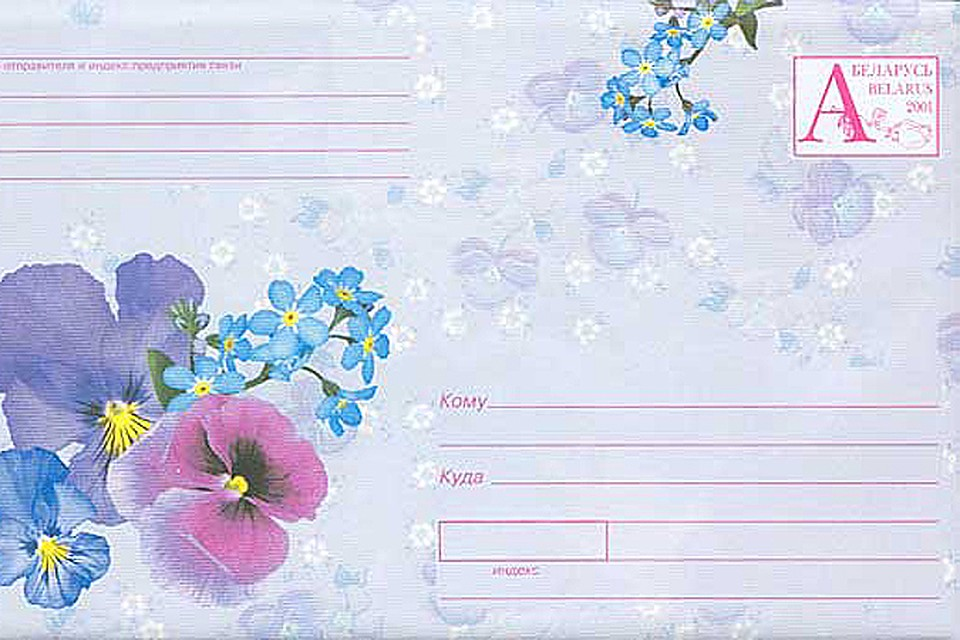 отправителя и индекс предприятия связи
А
БЕЛАРУСЬ
BELARUS
2001
Кому
Куда
индекс